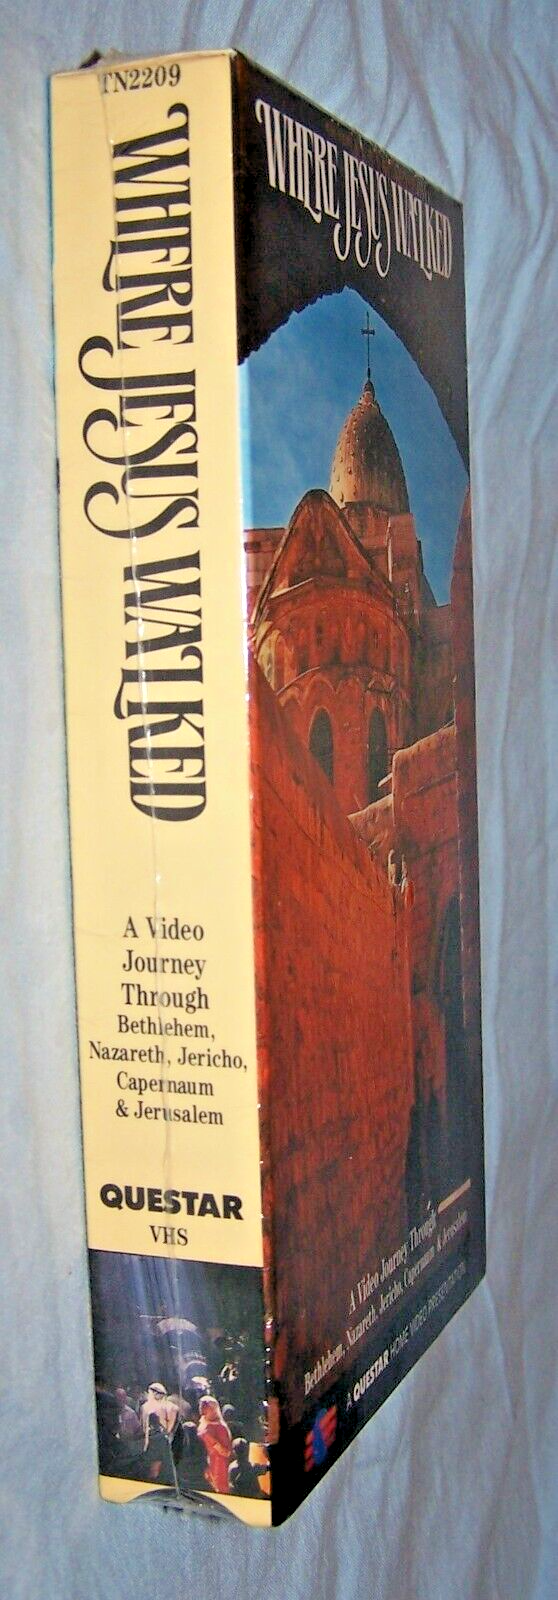 TN2209
WHERE JESUS WALKED
A Video
Journey
Through
Bethlehem,
Nazareth, Jericho,
Capernaum
& Jerusalem
QUESTAR
VHS
WHERE JESUS WALKED
A Video Journey Through
Bethlehem, Nazareth, Jericho, Capernaum & Jerusalem
A QUESTAR HOME VIDEO PRESENTATION